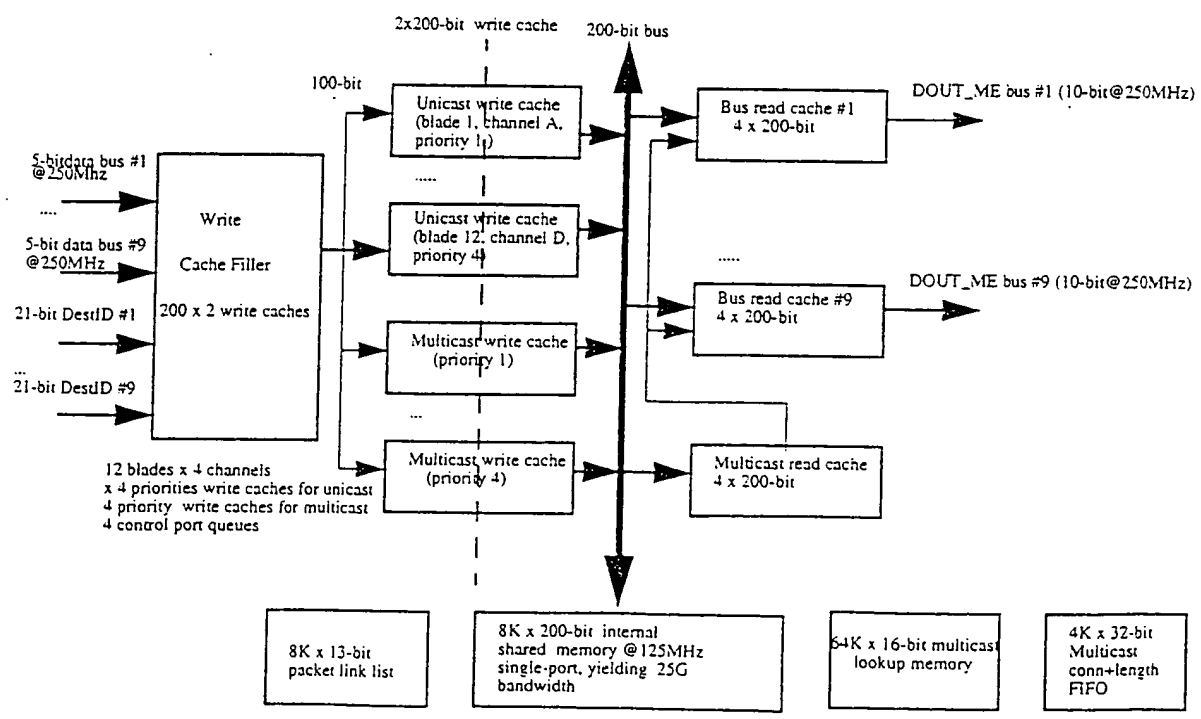 2x200-bit write cache
200-bit bus
100-bit
Unicast write cache
(blade 1, channel A,
priority 1)
.....
Unicast write cache
(blade 12, channel D,
priority 4)
Multicast write cache
(priority 1)
...
Multicast write cache
(priority 4)
5-bitdata bus #1
@250Mhz
....
5-bit data bus #9
@250MHz
21-bit DestID #1
...
21-bit DestID #9
Write
Cache Filler
200 x 2 write caches
12 blades x 4 channels
x 4 priorities write caches for unicast
4 priority write caches for multicast
4 control port queues
Bus read cache #1
4 x 200-bit
DOUT_ME bus #1 (10-bit@250MHz)
.....
Bus read cache #9
4 x 200-bit
DOUT_ME bus #9 (10-bit@250MHz)
Multicast read cache
4 x 200-bit
8K x 13-bit
packet link list
8K x 200-bit internal
shared memory @125MHz
single-port, yielding 25G
bandwidth
64K x 16-bit multicast
lookup memory
4K x 32-bit
Multicast
conn+length
FIFO